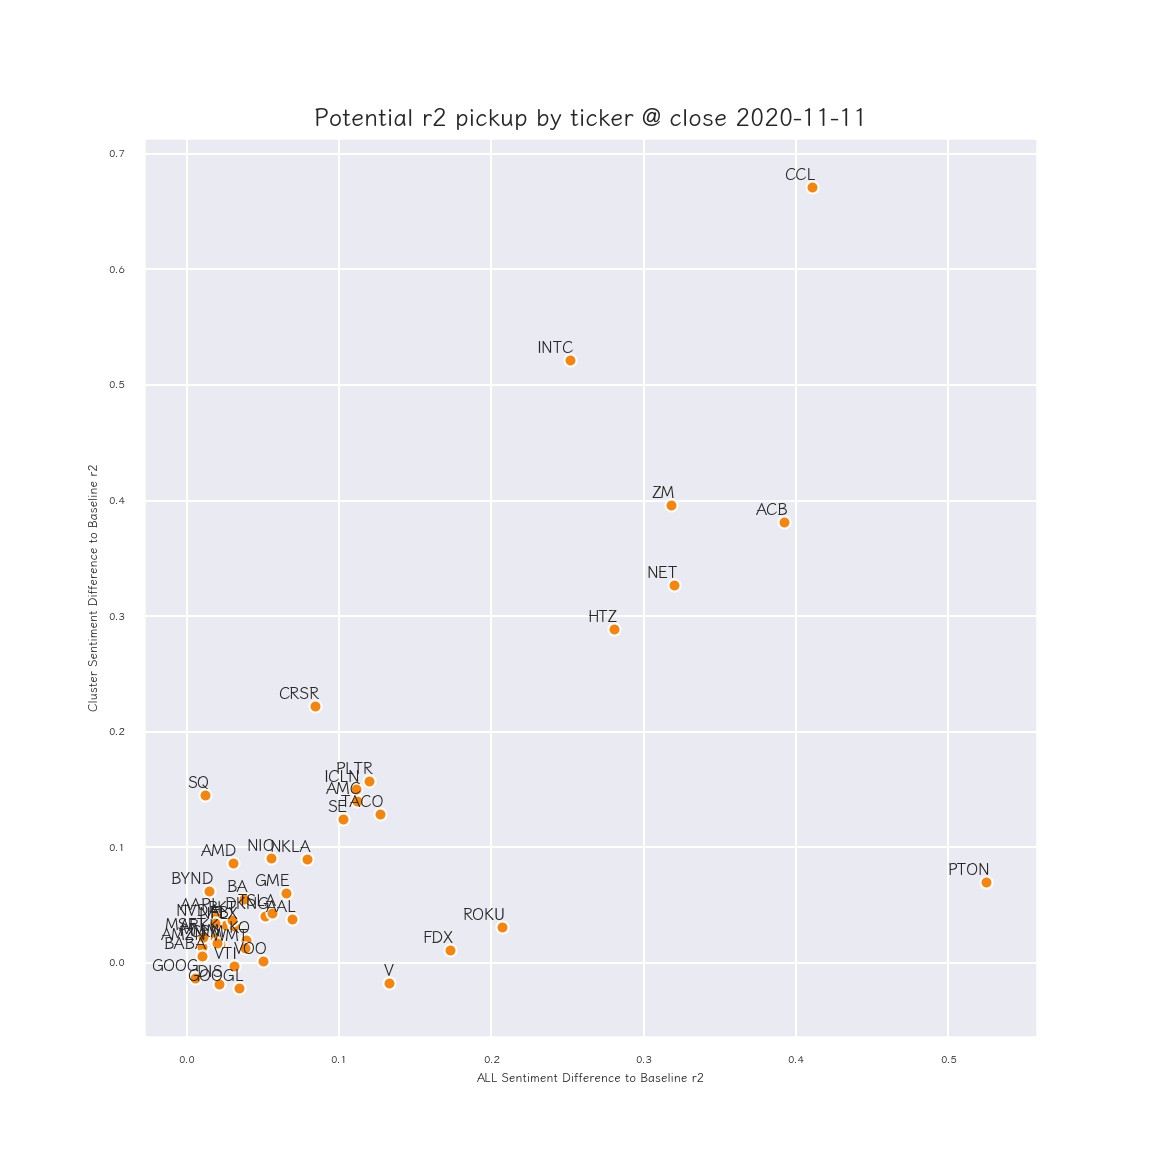 Potential r2 pickup by ticker @ close 2020-11-11
0.7
CCL
0.6
INTC
0.5
ZM
0.4
ACB
NET
HTZ
0.3
CRSR
0.2
PLTR
ICLN
SQ
AMC
TACO
SE
0.1
NIO
NKLA
AMD
PTON
BYND
GME
BA
TSLA
DKNG
AAL
ROKU
WMT
FDX
BABA
VOO
VTI
0.0
GOOG
DIS
GOOGL
V
Cluster Sentiment Difference to Baseline r2
0.0
0.1
0.2
0.3
0.4
0.5
ALL Sentiment Difference to Baseline r2